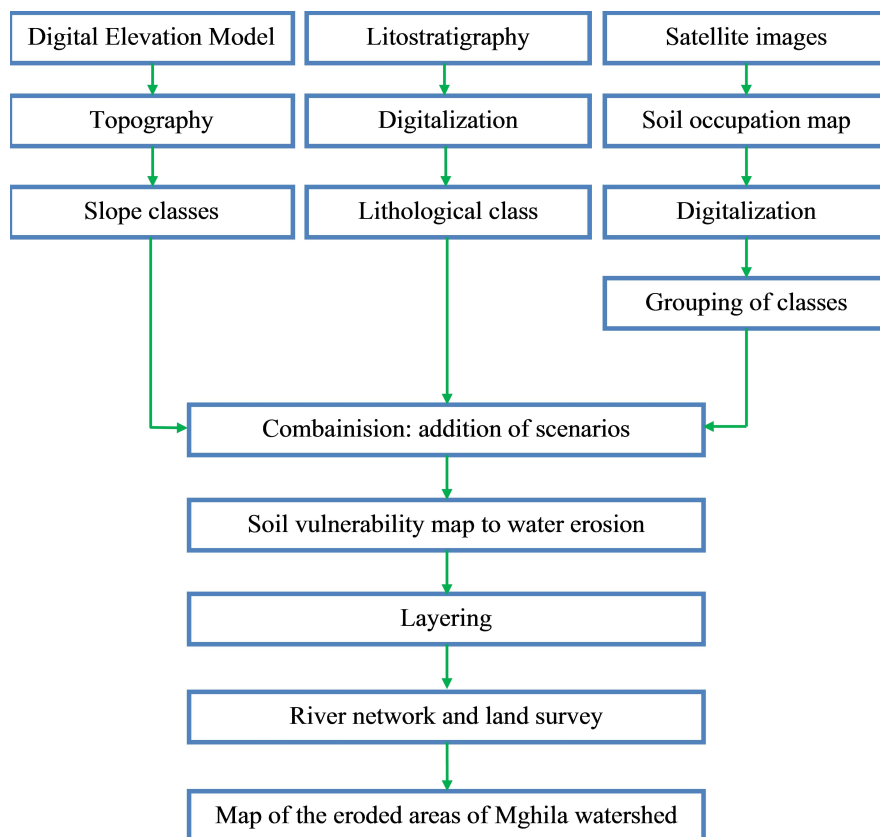 Digital Elevation Model
Litostratigraphy
Satellite images
Topography
Digitalization
Soil occupation map
Slope classes
Lithological class
Digitalization
Grouping of classes
Combainision: addition of scenarios
Soil vulnerability map to water erosion
Layering
River network and land survey
Map of the eroded areas of Mghila watershed